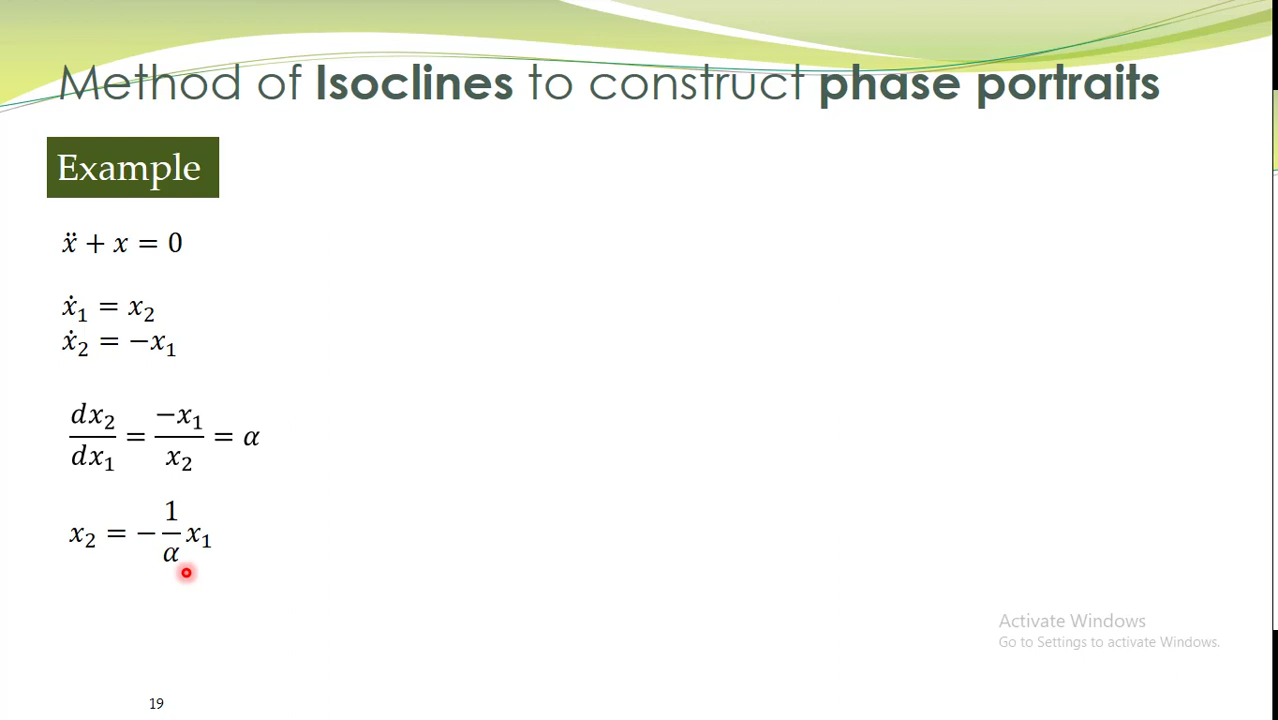 Method of Isoclines to construct phase portraits
Example
ẍ + x = 0
ẋ₁ = x₂
ẋ₂ = −x₁
dx₂/dx₁ = −x₁/x₂ = α
x₂ = −1/α x₁
Activate Windows
Go to Settings to activate Windows.
19